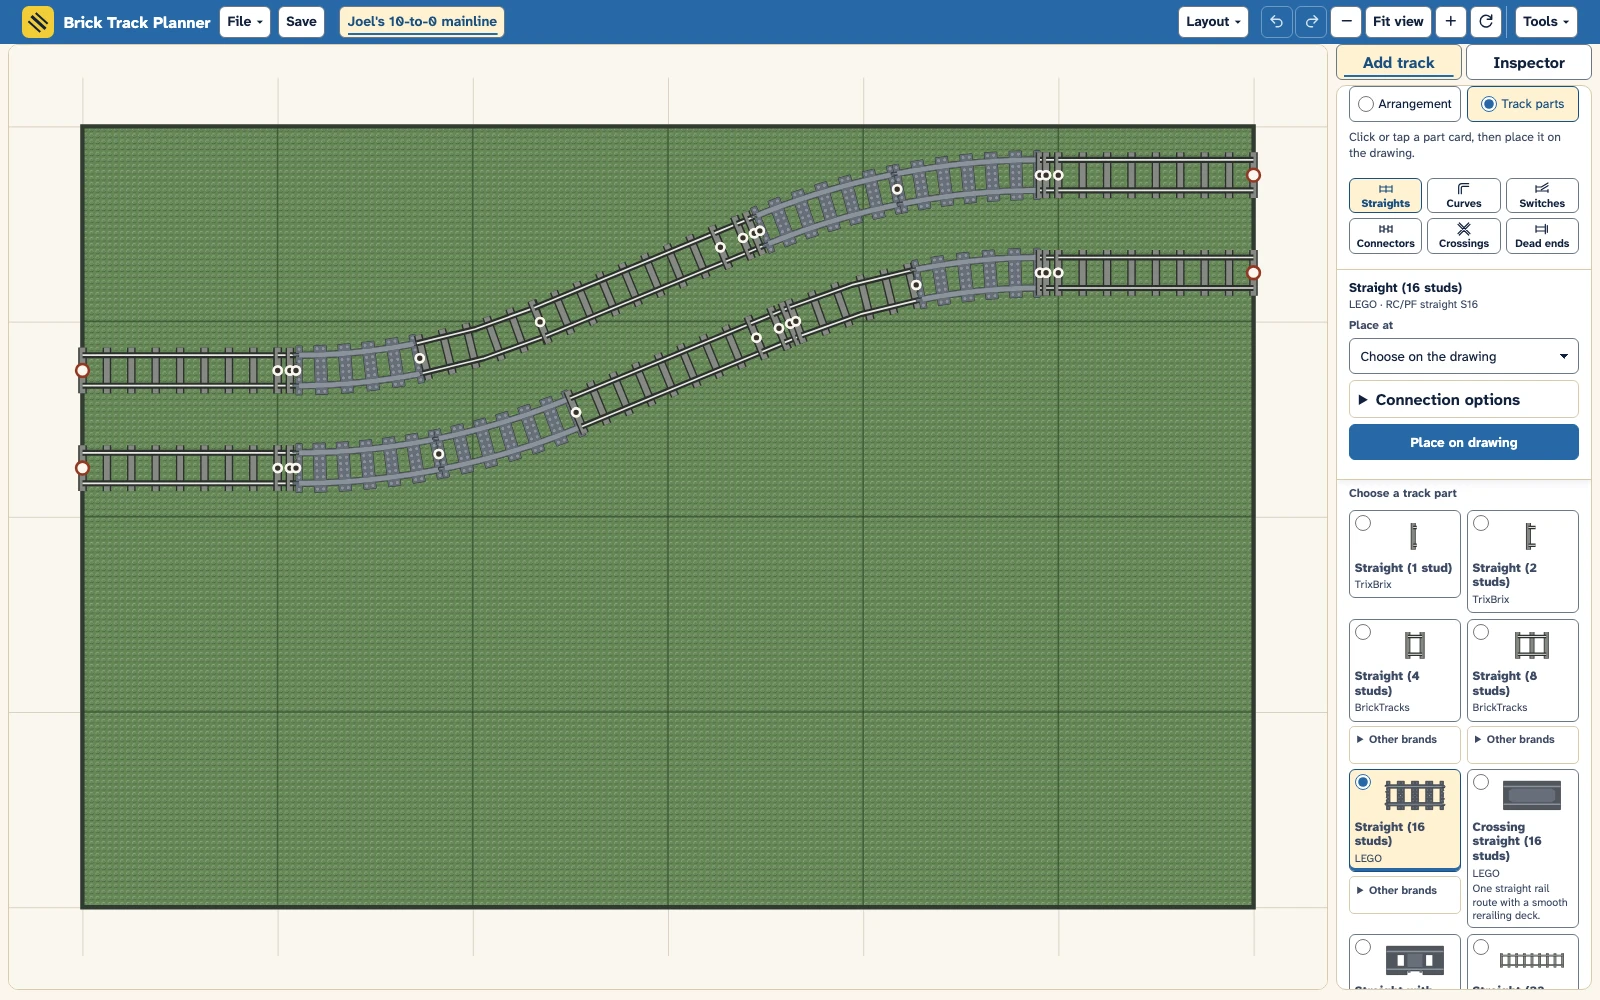 Brick Track Planner
File
Save
Joel's 10-to-0 mainline
Layout
Fit view
Tools
Add track
Inspector
Arrangement
Track parts
Click or tap a part card, then place it on
the drawing.
Straights
Curves
Switches
Connectors
Crossings
Dead ends
Straight (16 studs)
LEGO · RC/PF straight S16
Place at
Choose on the drawing
Connection options
Place on drawing
Choose a track part
Straight (1 stud)
TrixBrix
Straight (2
studs)
TrixBrix
Straight (4
studs)
BrickTracks
Straight (8
studs)
BrickTracks
Other brands
Other brands
Straight (16
studs)
LEGO
Other brands
Crossing
straight (16
studs)
LEGO
One straight rail
route with a smooth
rerailing deck.